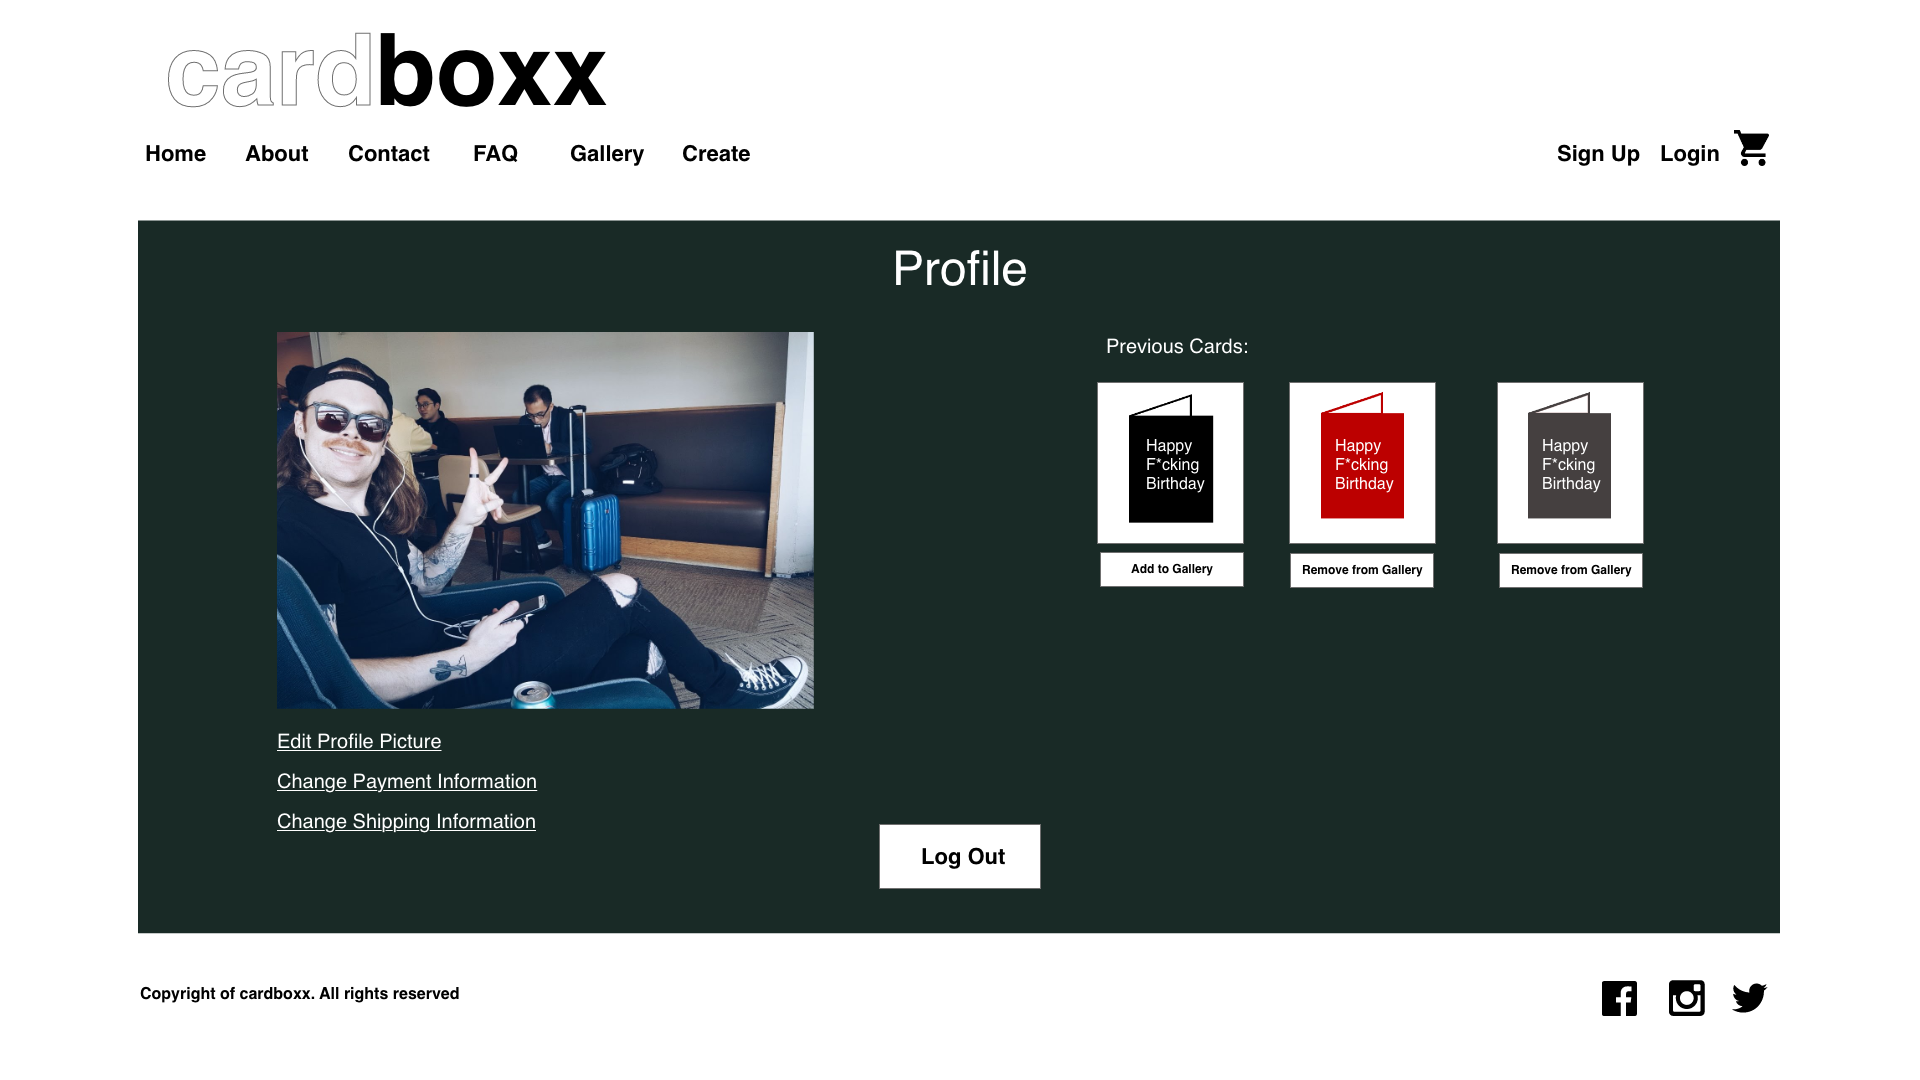 cardboxx
Home About Contact FAQ Gallery Create Sign Up Login
Profile
Previous Cards:
Happy
F*cking
Birthday
Happy
F*cking
Birthday
Happy
F*cking
Birthday
Add to Gallery
Remove from Gallery
Remove from Gallery
Edit Profile Picture
Change Payment Information
Change Shipping Information
Log Out
Copyright of cardboxx. All rights reserved